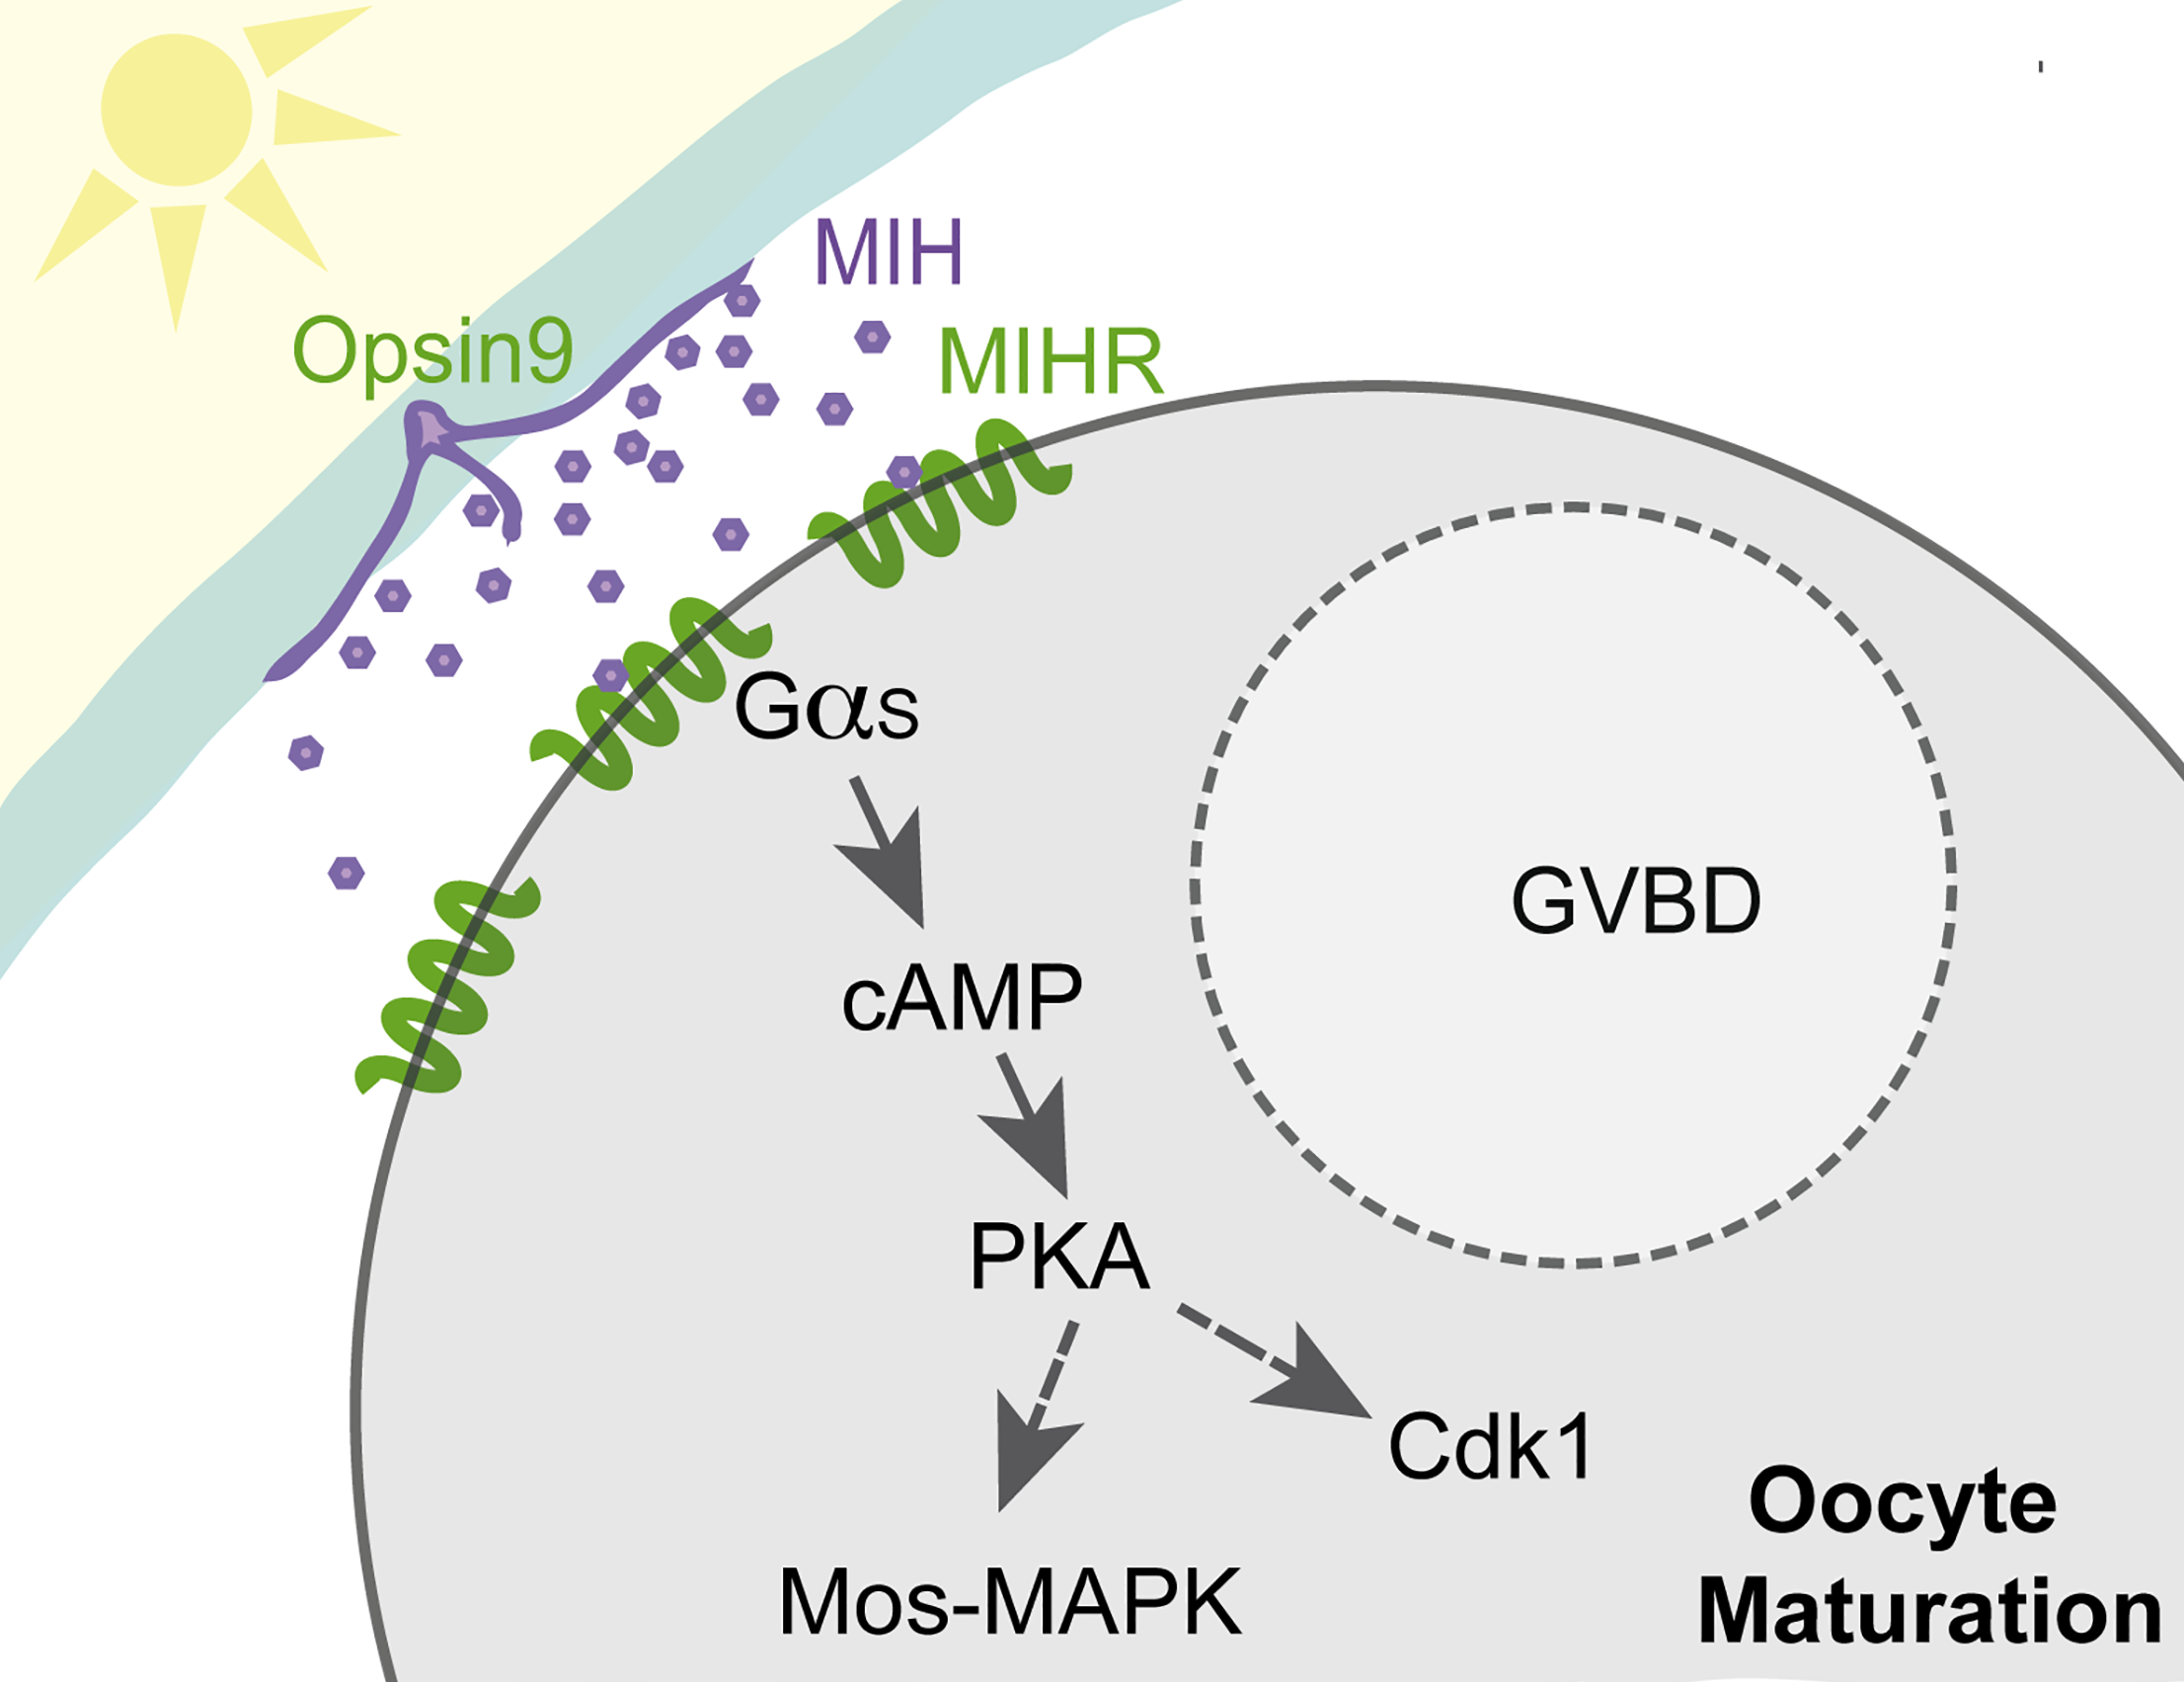 MIH
Opsin9
MIHR
Gαs
GVBD
cAMP
PKA
Cdk1
Mos-MAPK
Oocyte
Maturation